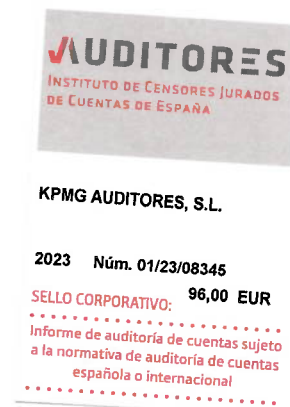 AUDITORES
INSTITUTO DE CENSORES JURADOS
DE CUENTAS DE ESPAÑA
KPMG AUDITORES, S.L.
2023 Núm. 01/23/08345
96,00 EUR
SELLO CORPORATIVO:
Informe de auditoría de cuentas sujeto
a la normativa de auditoría de cuentas
española o internacional